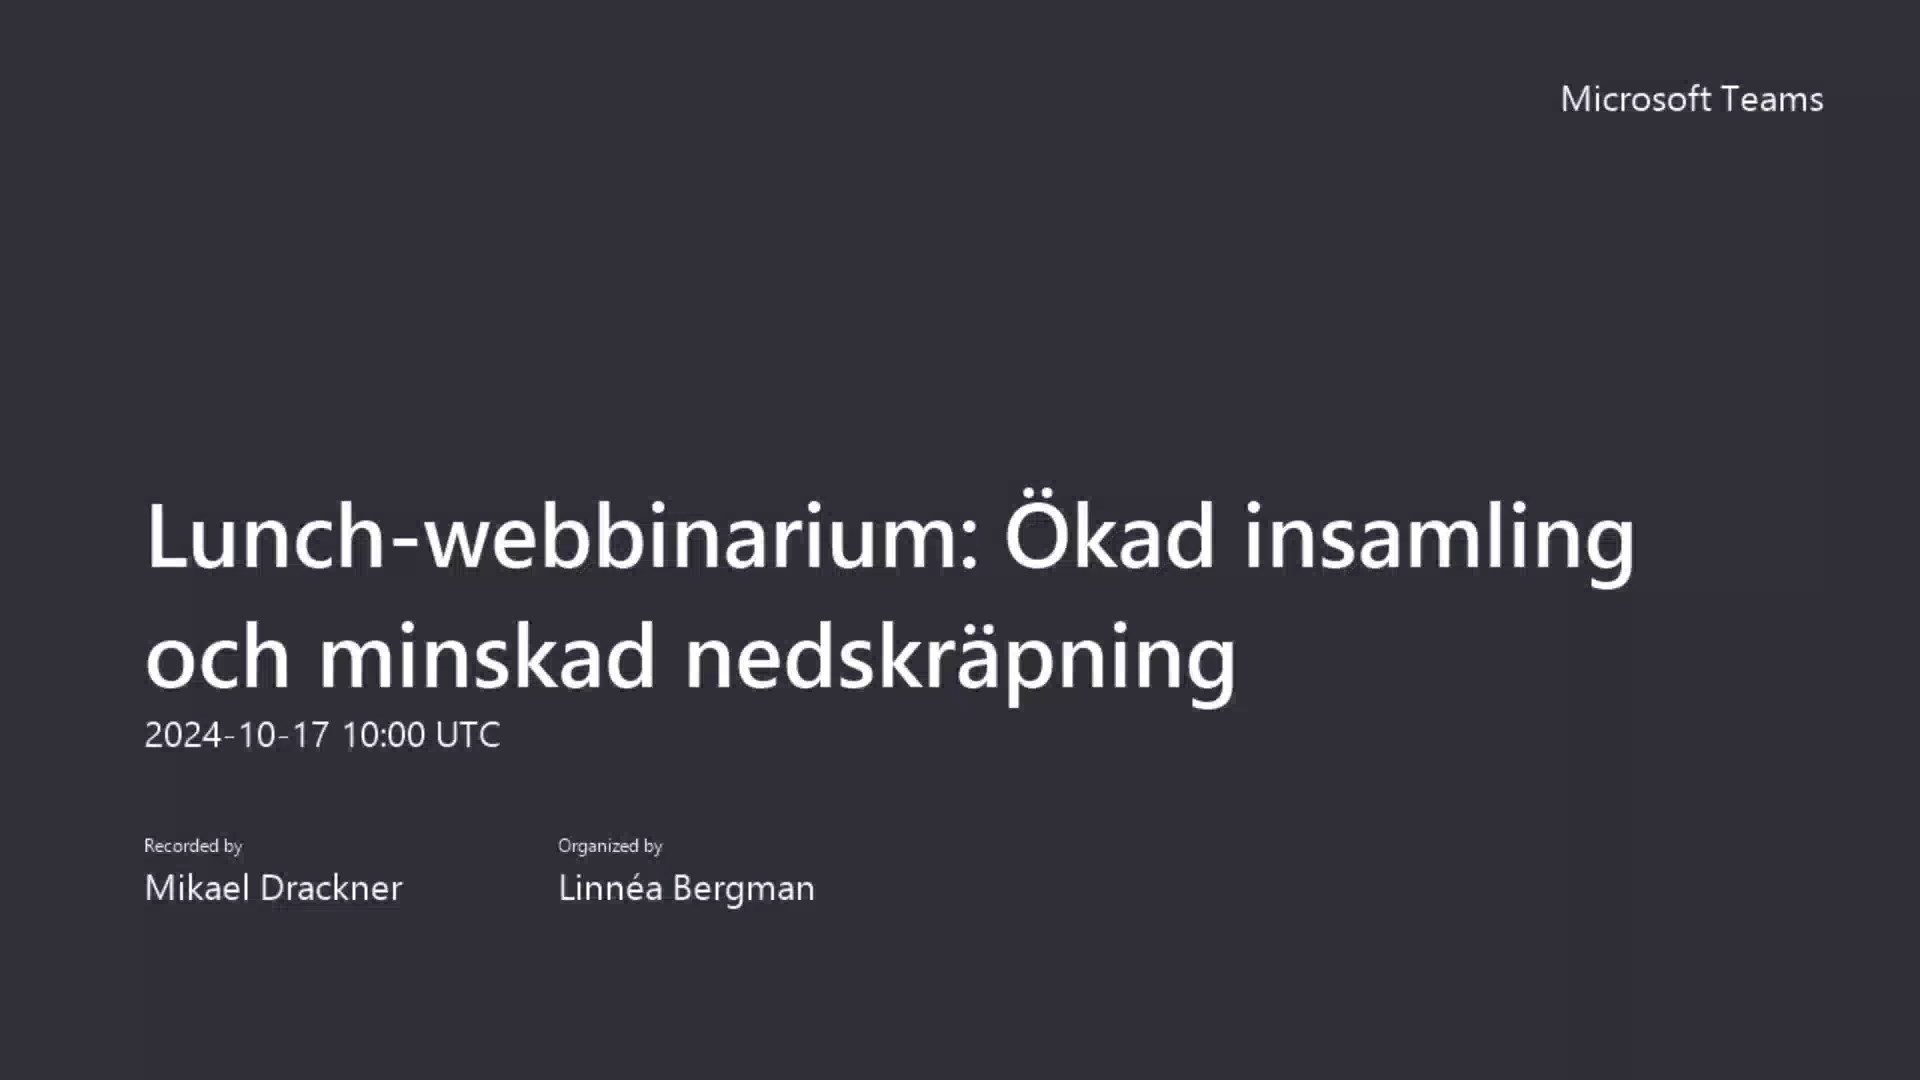 Microsoft Teams
Lunch-webbinarium: Ökad insamling
och minskad nedskräpning
2024-10-17 10:00 UTC
Recorded by
Mikael Drackner
Organized by
Linnéa Bergman